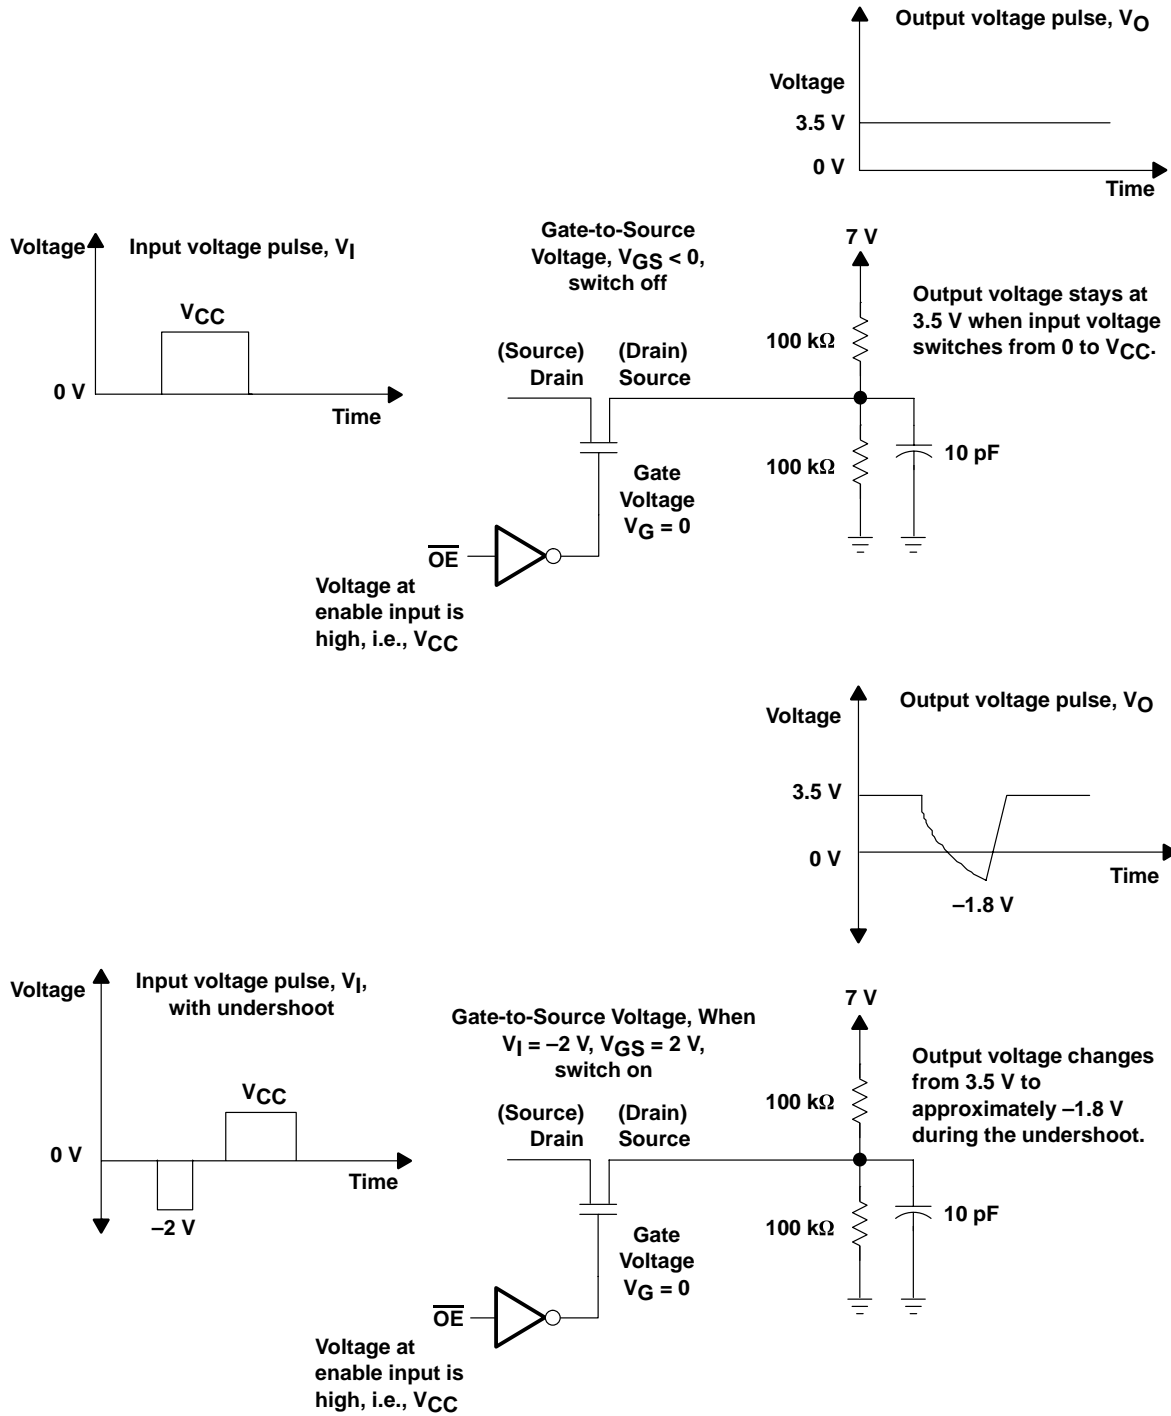 Output voltage pulse, VO
Voltage
3.5 V
0 V
Time
Voltage
Input voltage pulse, VI
VCC
0 V
Time
Gate-to-Source
Voltage, VGS < 0,
switch off
7 V
Output voltage stays at
3.5 V when input voltage
switches from 0 to VCC.
100 kΩ
(Source)
Drain
(Drain)
Source
100 kΩ
10 pF
Gate
Voltage
VG = 0
OE
Voltage at
enable input is
high, i.e., VCC
Output voltage pulse, VO
Voltage
3.5 V
0 V
Time
–1.8 V
Voltage
Input voltage pulse, VI,
with undershoot
VCC
0 V
Time
–2 V
Gate-to-Source Voltage, When
VI = –2 V, VGS = 2 V,
switch on
7 V
Output voltage changes
from 3.5 V to
approximately –1.8 V
during the undershoot.
100 kΩ
(Source)
Drain
(Drain)
Source
100 kΩ
10 pF
Gate
Voltage
VG = 0
OE
Voltage at
enable input is
high, i.e., VCC